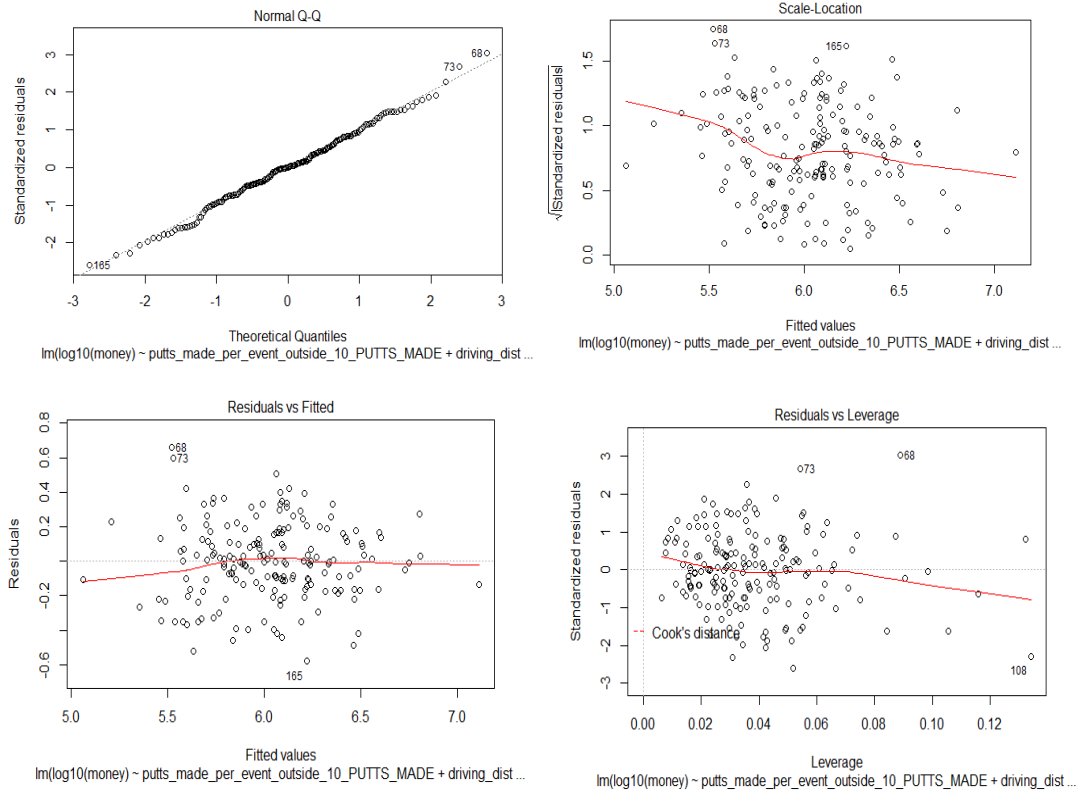 Normal Q-Q
Standardized residuals
3
2
1
0
-1
-2
68
73
165
-3 -2 -1 0 1 2 3
Theoretical Quantiles
lm(log10(money) ~ putts_made_per_event_outside_10_PUTTS_MADE + driving_dist ...
Scale-Location
√|Standardized residuals|
1.5
1.0
0.5
0.0
68
73
165
5.0 5.5 6.0 6.5 7.0
Fitted values
lm(log10(money) ~ putts_made_per_event_outside_10_PUTTS_MADE + driving_dist ...
Residuals vs Fitted
Residuals
0.8
0.6
0.2
-0.2
-0.6
68
73
165
5.0 5.5 6.0 6.5 7.0
Fitted values
lm(log10(money) ~ putts_made_per_event_outside_10_PUTTS_MADE + driving_dist ...
Residuals vs Leverage
Standardized residuals
3
2
1
0
-1
-2
-3
73
68
Cook's distance
108
0.00 0.02 0.04 0.06 0.08 0.10 0.12
Leverage
lm(log10(money) ~ putts_made_per_event_outside_10_PUTTS_MADE + driving_dist ...